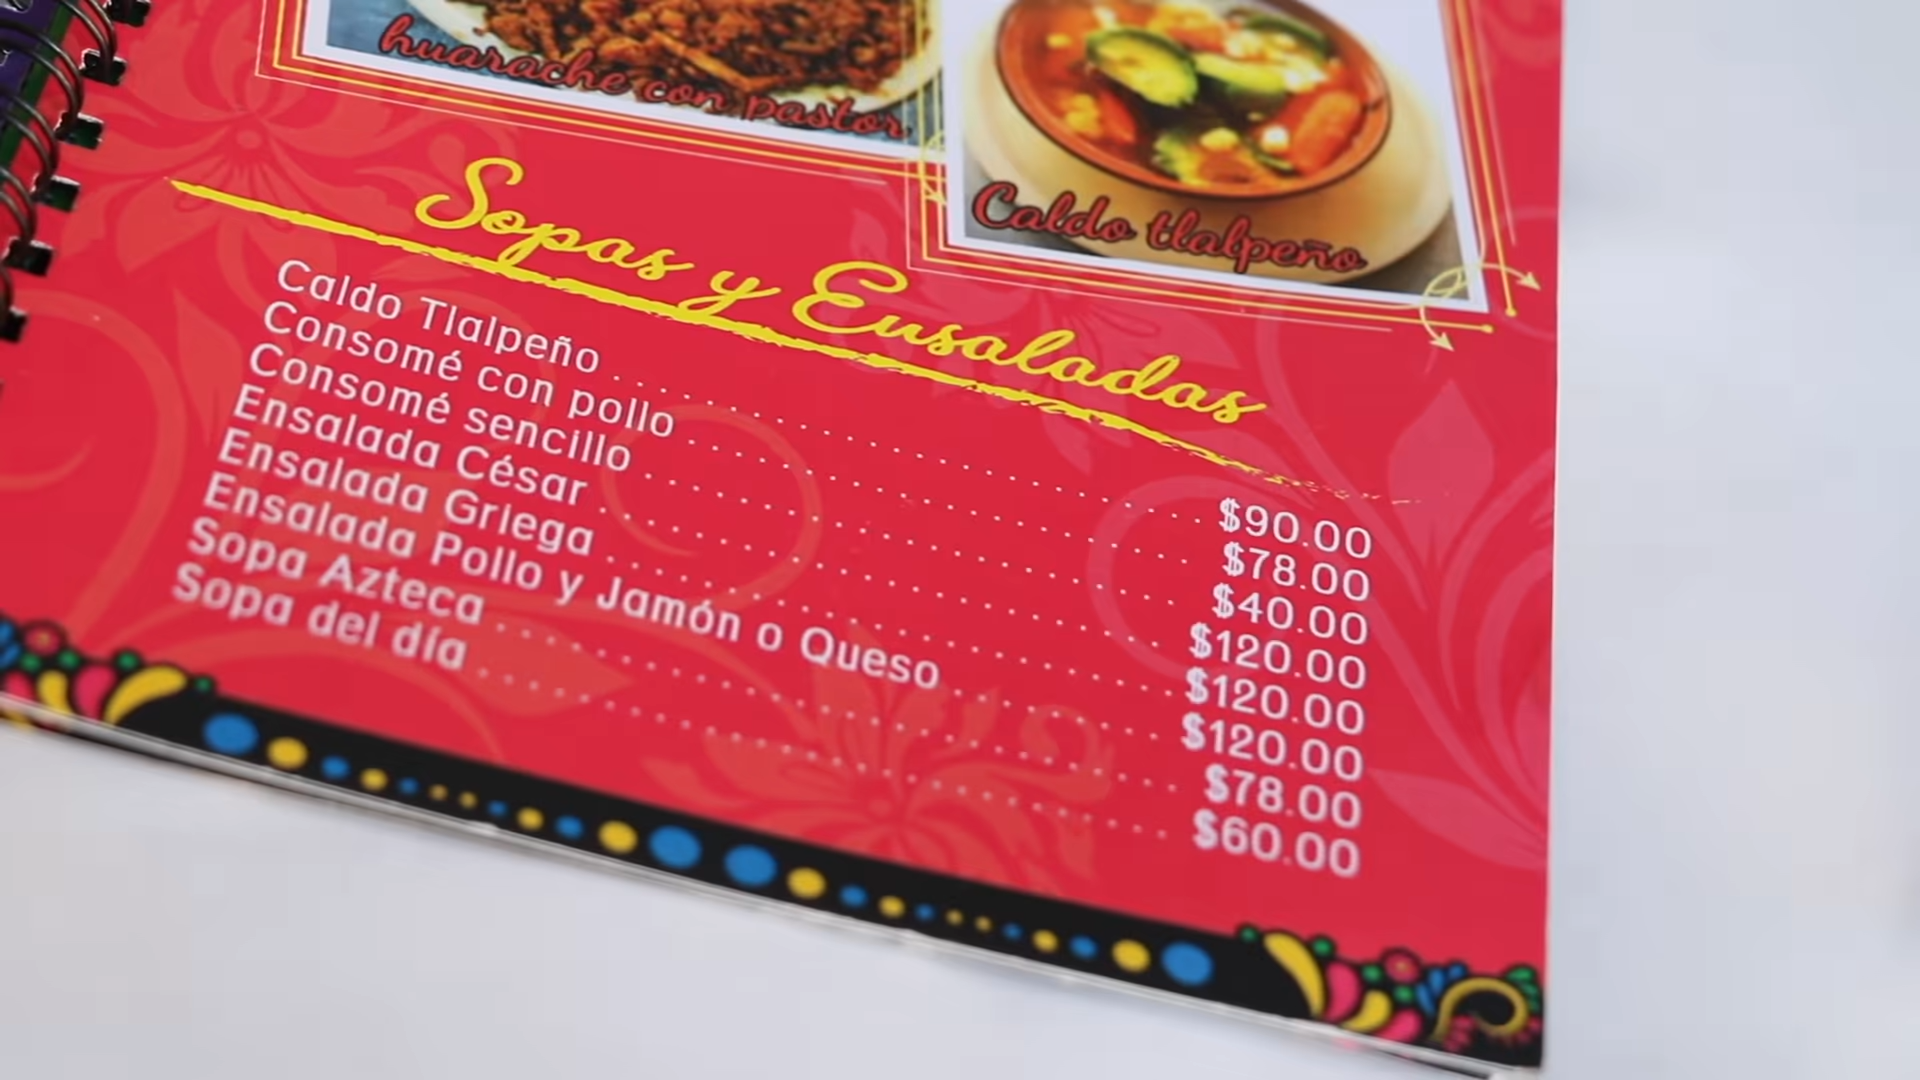 huarache con pastor
Caldo tlalpeño
Sopas y Ensaladas
Caldo Tlalpeño . . . . . . . . . . . . . . . . . . . . . . . . . . $90.00
Consomé con pollo . . . . . . . . . . . . . . . . . . . . . . $78.00
Consomé sencillo . . . . . . . . . . . . . . . . . . . . . . . $40.00
Ensalada César . . . . . . . . . . . . . . . . . . . . . . . . $120.00
Ensalada Griega . . . . . . . . . . . . . . . . . . . . . . . $120.00
Ensalada Pollo y Jamón o Queso . . . . . . . . . $120.00
Sopa Azteca . . . . . . . . . . . . . . . . . . . . . . . . . . . $78.00
Sopa del día . . . . . . . . . . . . . . . . . . . . . . . . . . . $60.00